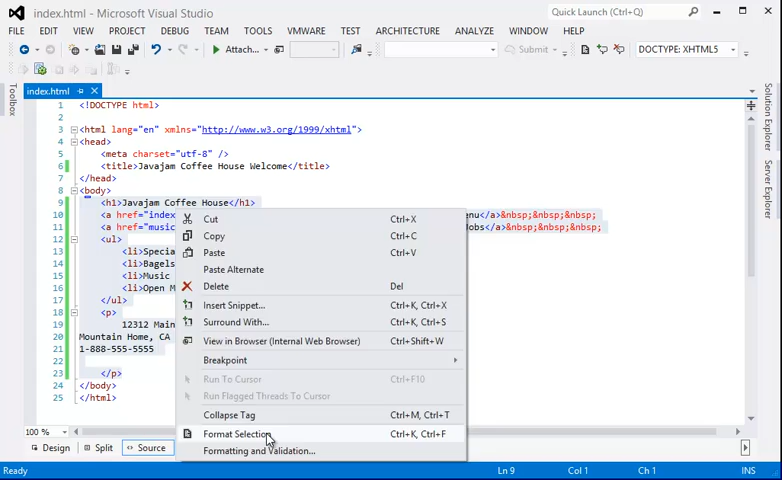 index.html - Microsoft Visual Studio
Quick Launch (Ctrl+Q)
FILE EDIT VIEW PROJECT DEBUG TEAM TOOLS VMWARE TEST ARCHITECTURE ANALYZE WINDOW HELP
Attach... Submit DOCTYPE: XHTML5
Toolbox
index.html
Solution Explorer
Server Explorer
1 <!DOCTYPE html>
2
3 <html lang="en" xmlns="http://www.w3.org/1999/xhtml">
4 <head>
5 <meta charset="utf-8" />
6 <title>Javajam Coffee House Welcome</title>
7 </head>
8 <body>
9 <h1>Javajam Coffee House</h1>
10 <a href="index enu</a>&nbsp;&nbsp;&nbsp;
11 <a href="music Jobs</a>&nbsp;&nbsp;&nbsp;
12 <ul>
13 <li>Specia
14 <li>Bagels
15 <li>Music
16 <li>Open M
17 </ul>
18 <p>
19 12312 Main
20 Mountain Home, CA
21 1-888-555-5555
22
23 </p>
24 </body>
25 </html>
Cut Ctrl+X
Copy Ctrl+C
Paste Ctrl+V
Paste Alternate
Delete Del
Insert Snippet... Ctrl+K, Ctrl+X
Surround With... Ctrl+K, Ctrl+S
View in Browser (Internal Web Browser) Ctrl+Shift+W
Breakpoint
Run To Cursor Ctrl+F10
Run Flagged Threads To Cursor
Collapse Tag Ctrl+M, Ctrl+T
Format Selection Ctrl+K, Ctrl+F
Formatting and Validation...
100 %
Design Split Source
Ready Ln 9 Col 1 Ch 1 INS